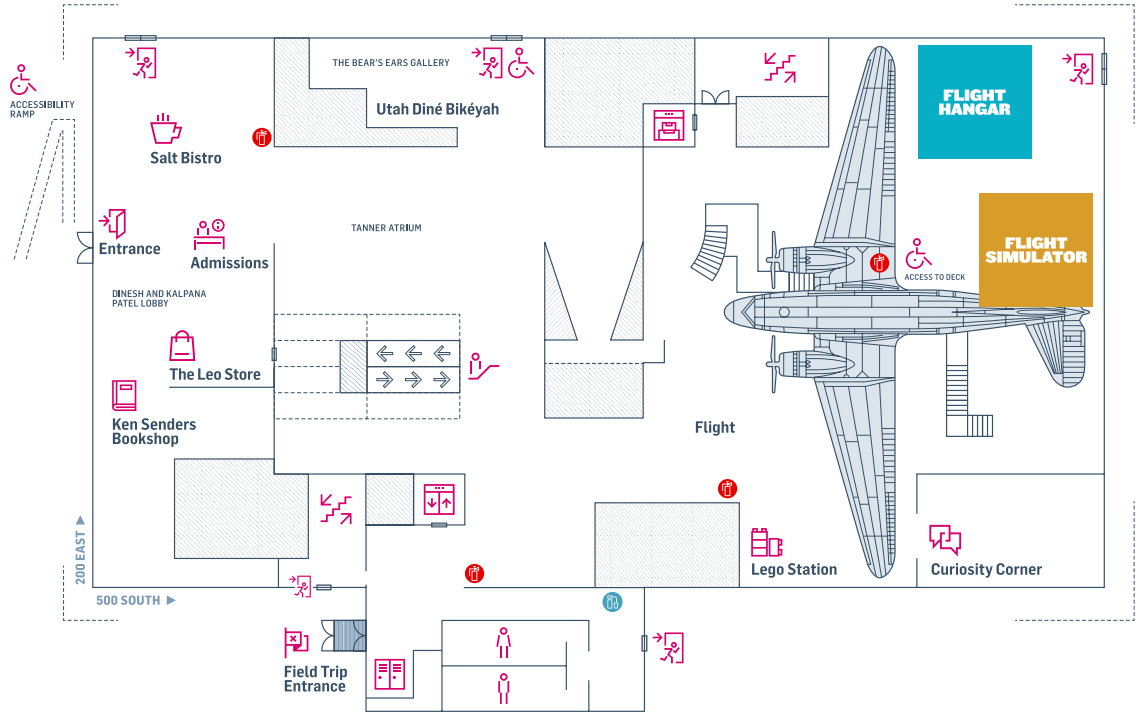 THE BEAR'S EARS GALLERY
Utah Diné Bikéyah
FLIGHT
HANGAR
ACCESSIBILITY
RAMP
Salt Bistro
Entrance
Admissions
TANNER ATRIUM
FLIGHT
SIMULATOR
ACCESS TO DECK
DINESH AND KALPANA
PATEL LOBBY
The Leo Store
Ken Senders
Bookshop
Flight
200 EAST
500 SOUTH
Lego Station
Curiosity Corner
Field Trip
Entrance